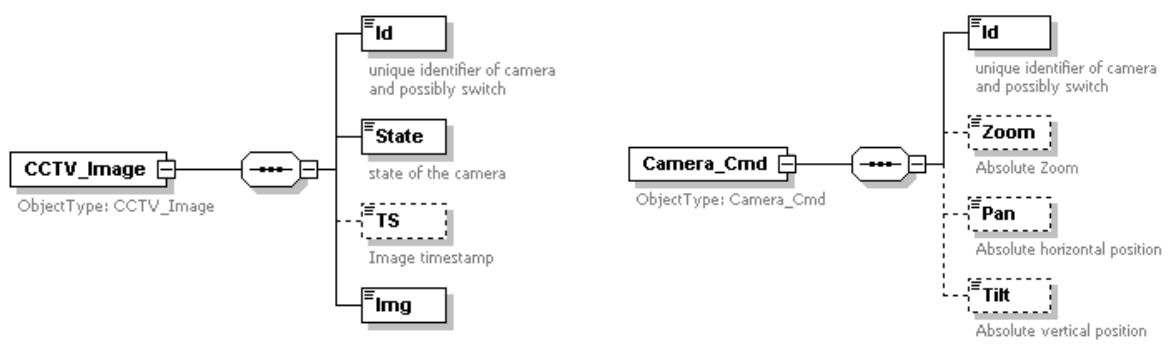 CCTV_Image
ObjectType: CCTV_Image
Id
unique identifier of camera
and possibly switch
State
state of the camera
TS
Image timestamp
Img
Camera_Cmd
ObjectType: Camera_Cmd
Id
unique identifier of camera
and possibly switch
Zoom
Absolute Zoom
Pan
Absolute horizontal position
Tilt
Absolute vertical position